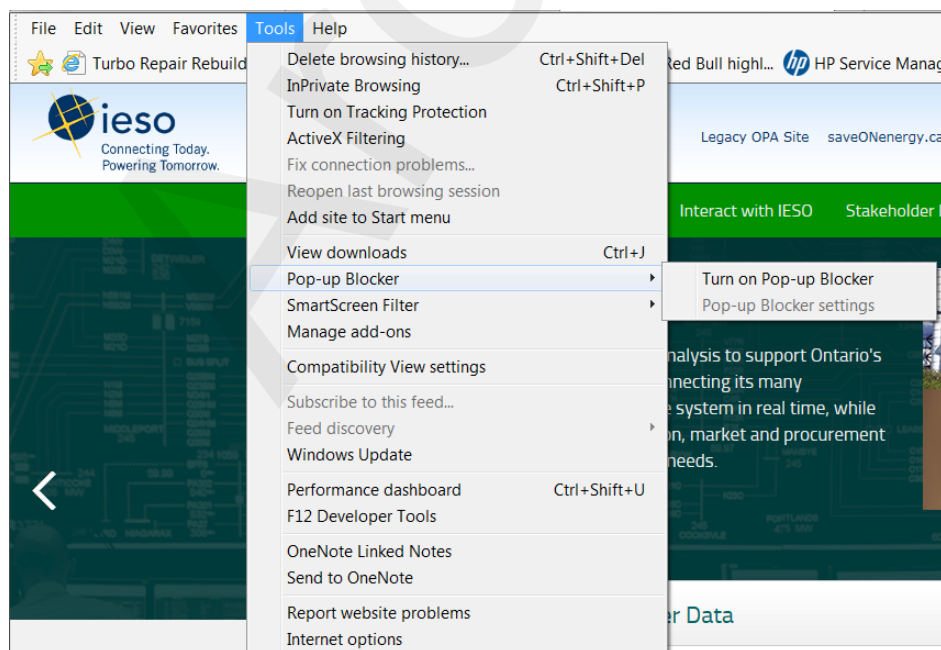 File Edit View Favorites Tools Help
Turbo Repair Rebuild
Red Bull highl... HP Service Manag
ieso
Connecting Today.
Powering Tomorrow.
Legacy OPA Site saveONenergy.ca
Interact with IESO Stakeholder
Delete browsing history... Ctrl+Shift+Del
InPrivate Browsing Ctrl+Shift+P
Turn on Tracking Protection
ActiveX Filtering
Fix connection problems...
Reopen last browsing session
Add site to Start menu
View downloads Ctrl+J
Pop-up Blocker
SmartScreen Filter
Manage add-ons
Compatibility View settings
Subscribe to this feed...
Feed discovery
Windows Update
Performance dashboard Ctrl+Shift+U
F12 Developer Tools
OneNote Linked Notes
Send to OneNote
Report website problems
Internet options
Turn on Pop-up Blocker
Pop-up Blocker settings
nalysis to support Ontario's
nnecting its many
system in real time, while
on, market and procurement
needs.
er Data